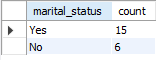 marital_status count
Yes 15
No 6